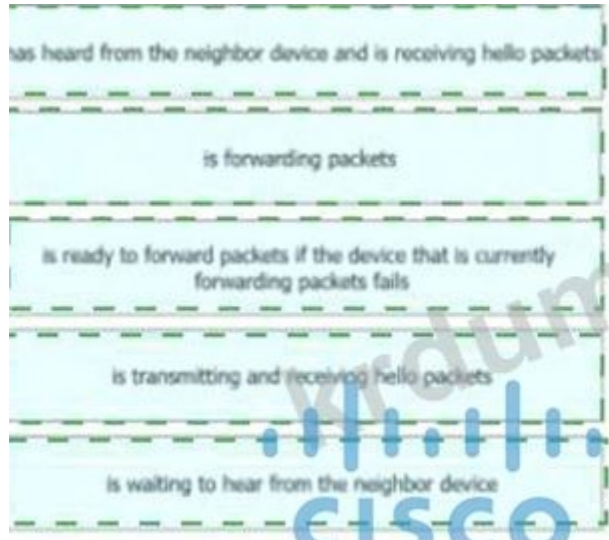 has heard from the neighbor device and is receiving hello packets
is forwarding packets
is ready to forward packets if the device that is currently
forwarding packets fails
is transmitting and receiving hello packets
is waiting to hear from the neighbor device
krdum
CISCO